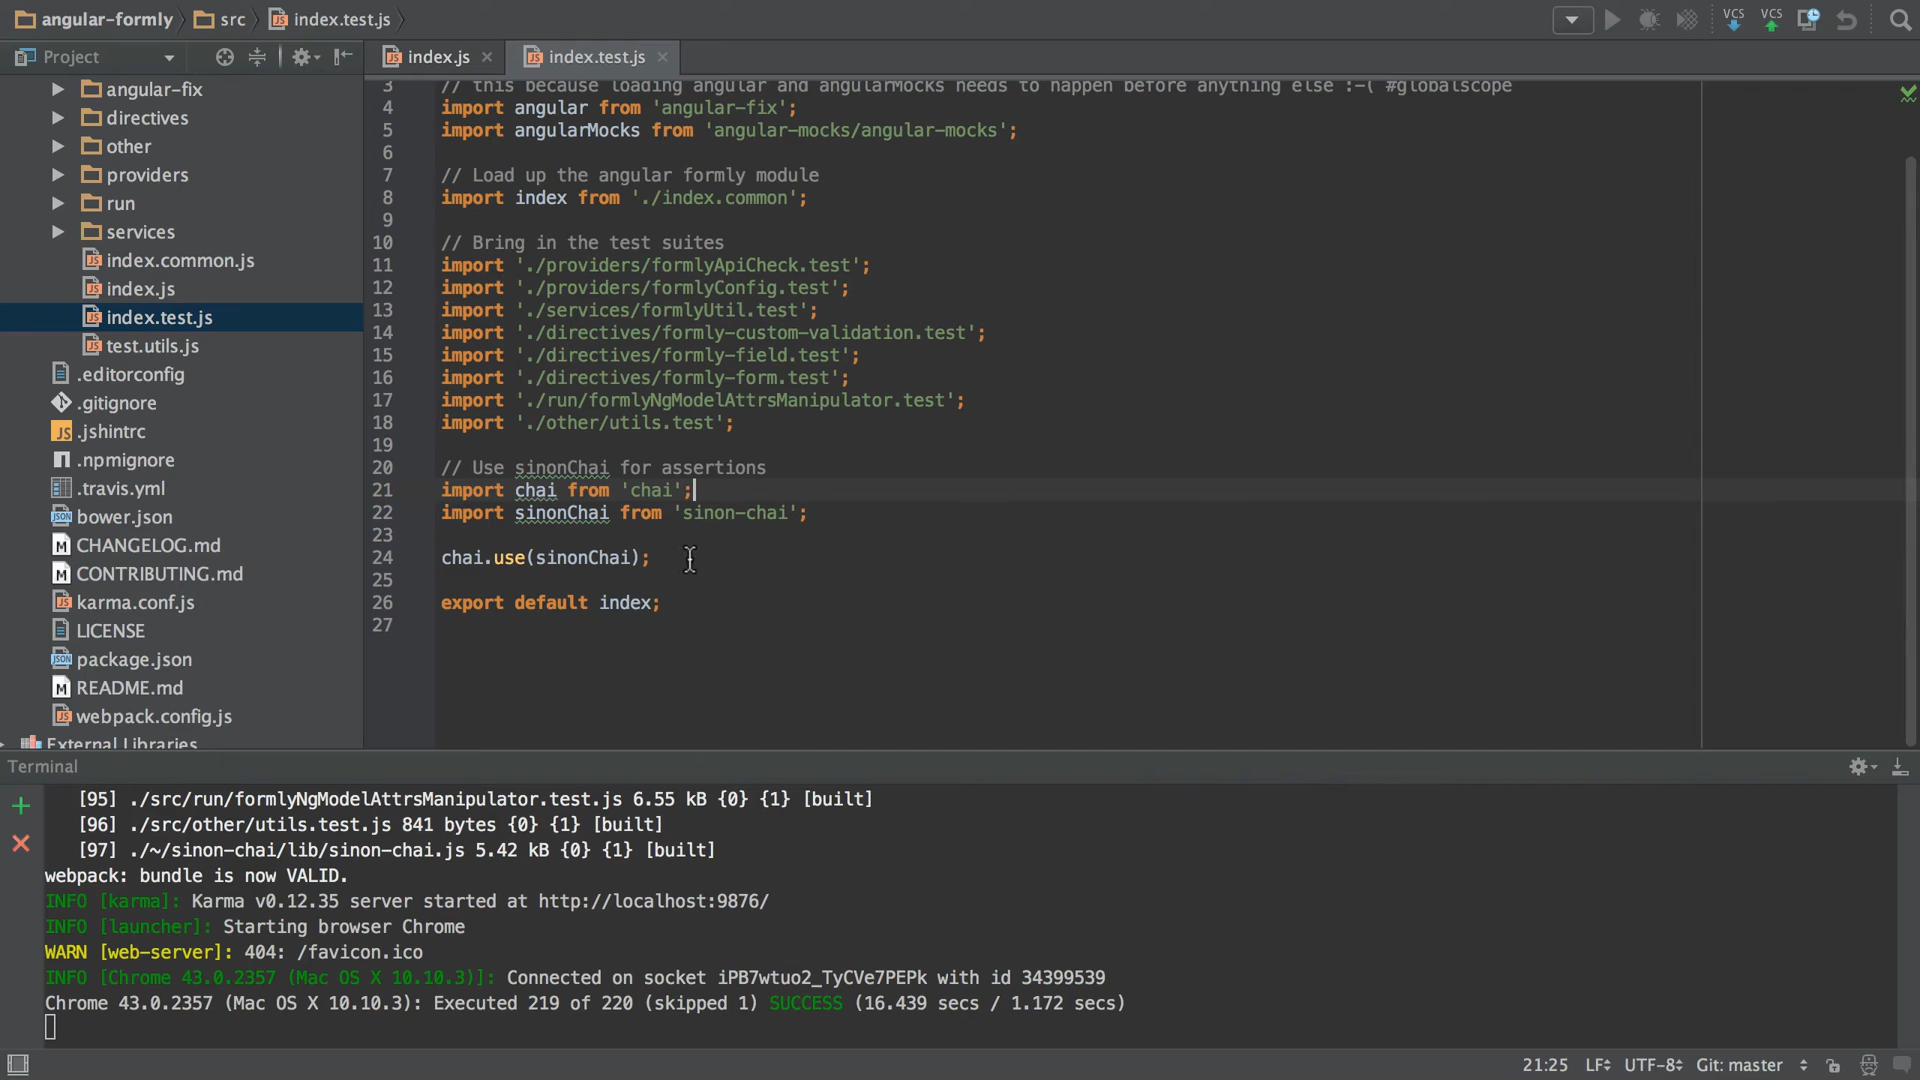 angular-formly
src
index.test.js
VCS
VCS
Project
index.js
index.test.js
angular-fix
directives
other
providers
run
services
index.common.js
index.js
index.test.js
test.utils.js
.editorconfig
.gitignore
.jshintrc
.npmignore
.travis.yml
bower.json
CHANGELOG.md
CONTRIBUTING.md
karma.conf.js
LICENSE
package.json
README.md
webpack.config.js
External Libraries
3 // this because loading angular and angularMocks needs to happen before anything else :-( #globalscope
4 import angular from 'angular-fix';
5 import angularMocks from 'angular-mocks/angular-mocks';
6
7 // Load up the angular formly module
8 import index from './index.common';
9
10 // Bring in the test suites
11 import './providers/formlyApiCheck.test';
12 import './providers/formlyConfig.test';
13 import './services/formlyUtil.test';
14 import './directives/formly-custom-validation.test';
15 import './directives/formly-field.test';
16 import './directives/formly-form.test';
17 import './run/formlyNgModelAttrsManipulator.test';
18 import './other/utils.test';
19
20 // Use sinonChai for assertions
21 import chai from 'chai';
22 import sinonChai from 'sinon-chai';
23
24 chai.use(sinonChai);
25
26 export default index;
27
Terminal
[95] ./src/run/formlyNgModelAttrsManipulator.test.js 6.55 kB {0} {1} [built]
[96] ./src/other/utils.test.js 841 bytes {0} {1} [built]
[97] ./~/sinon-chai/lib/sinon-chai.js 5.42 kB {0} {1} [built]
webpack: bundle is now VALID.
INFO [karma]: Karma v0.12.35 server started at http://localhost:9876/
INFO [launcher]: Starting browser Chrome
WARN [web-server]: 404: /favicon.ico
INFO [Chrome 43.0.2357 (Mac OS X 10.10.3)]: Connected on socket iPB7wtuo2_TyCVe7PEPk with id 34399539
Chrome 43.0.2357 (Mac OS X 10.10.3): Executed 219 of 220 (skipped 1) SUCCESS (16.439 secs / 1.172 secs)
21:25 LF UTF-8 Git: master